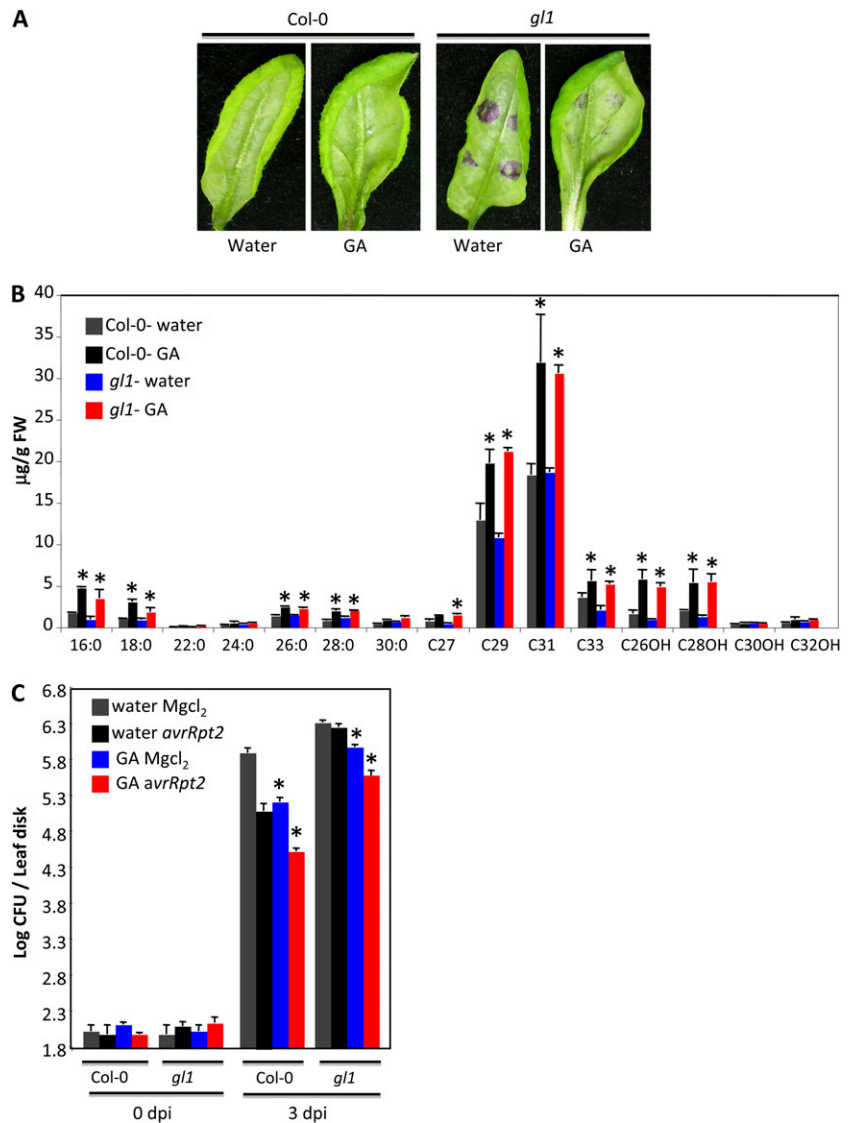 A
Col-0
gl1
Water
GA
Water
GA
B
40
35
30
25
20
15
10
5
0
µg/g FW
Col-0- water
Col-0- GA
gl1- water
gl1- GA
* * * * * * * * * * * * * * * * * * *
16:0 18:0 22:0 24:0 26:0 28:0 30:0 C27 C29 C31 C33 C26OH C28OH C30OH C32OH
C
water Mgcl₂
water avrRpt2
GA Mgcl₂
GA avrRpt2
6.3
5.8
5.3
4.8
4.3
3.8
3.3
2.8
2.3
1.8
Log CFU / Leaf disk
* * * *
Col-0 gl1 Col-0 gl1
0 dpi 3 dpi